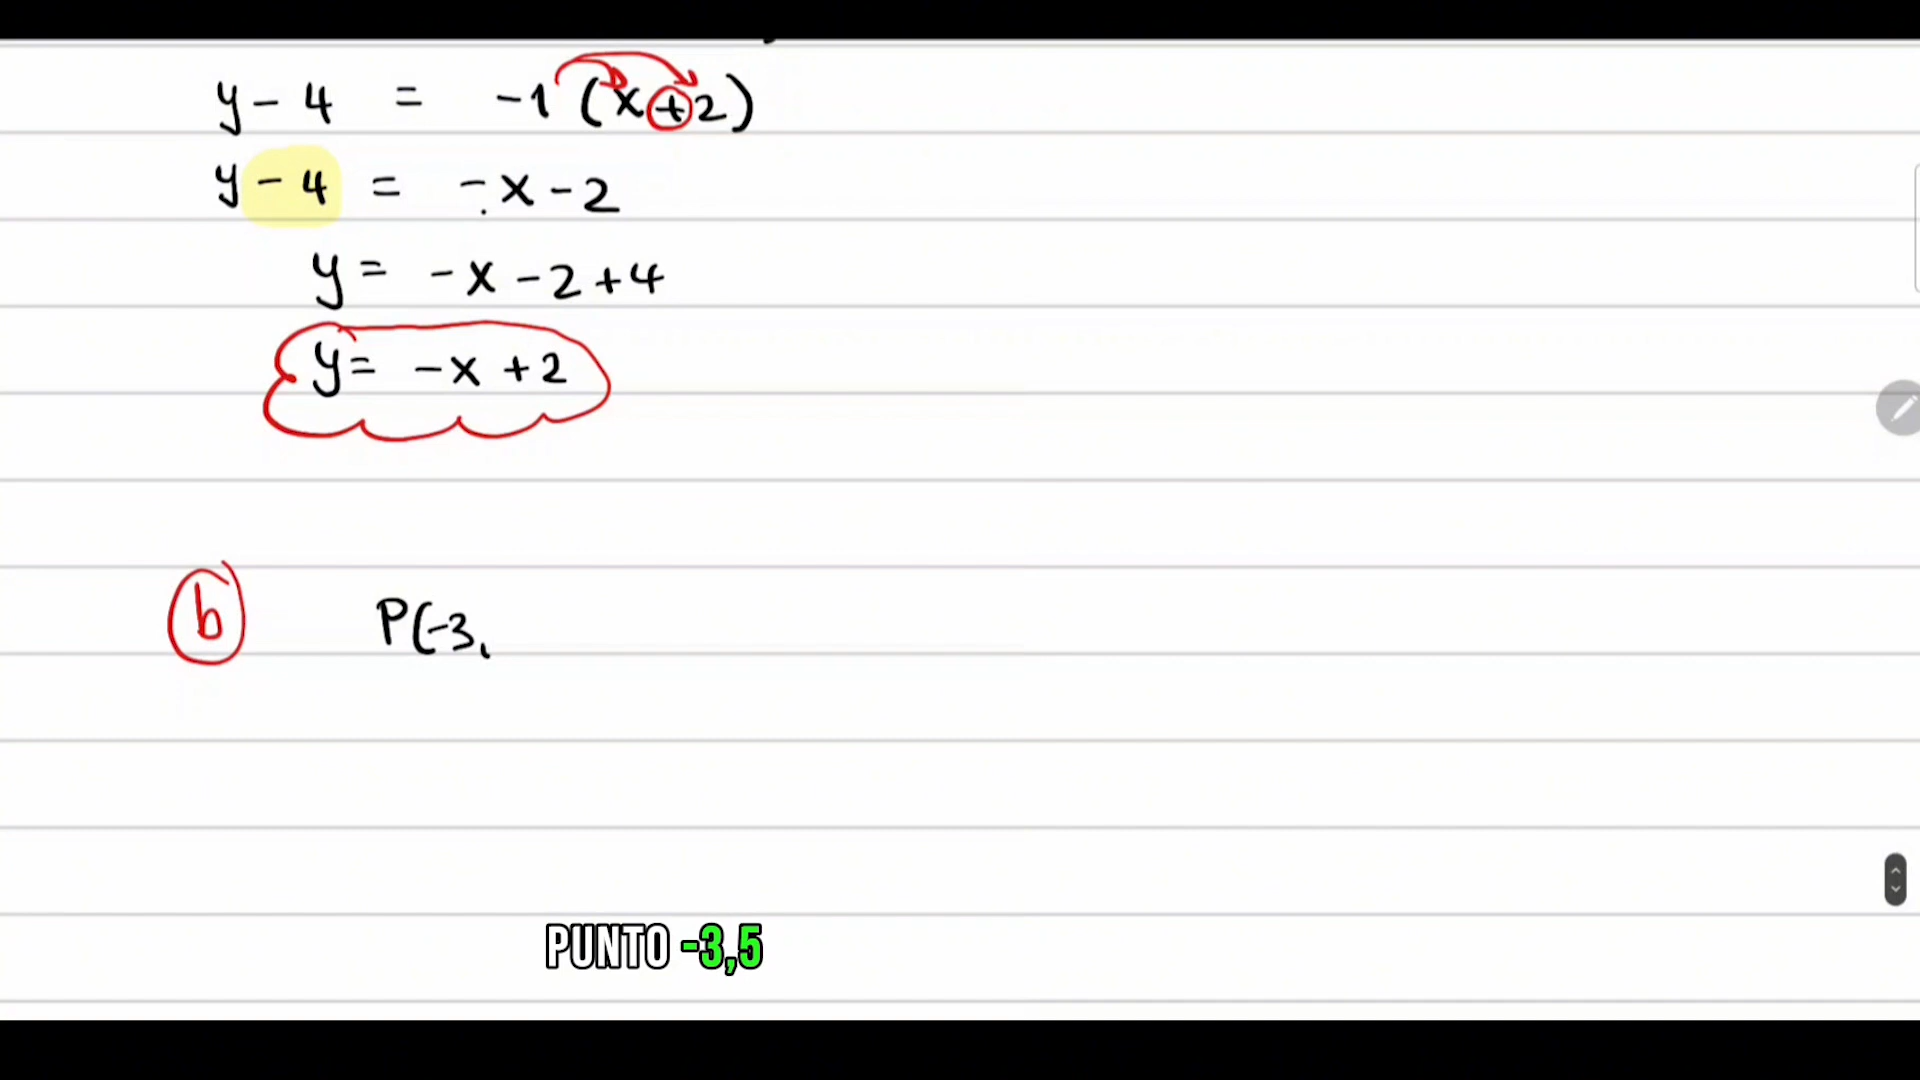 y - 4 = -1 (x + 2)
y - 4 = -x - 2
y = -x - 2 + 4
y = -x + 2
b P(-3,
PUNTO -3,5